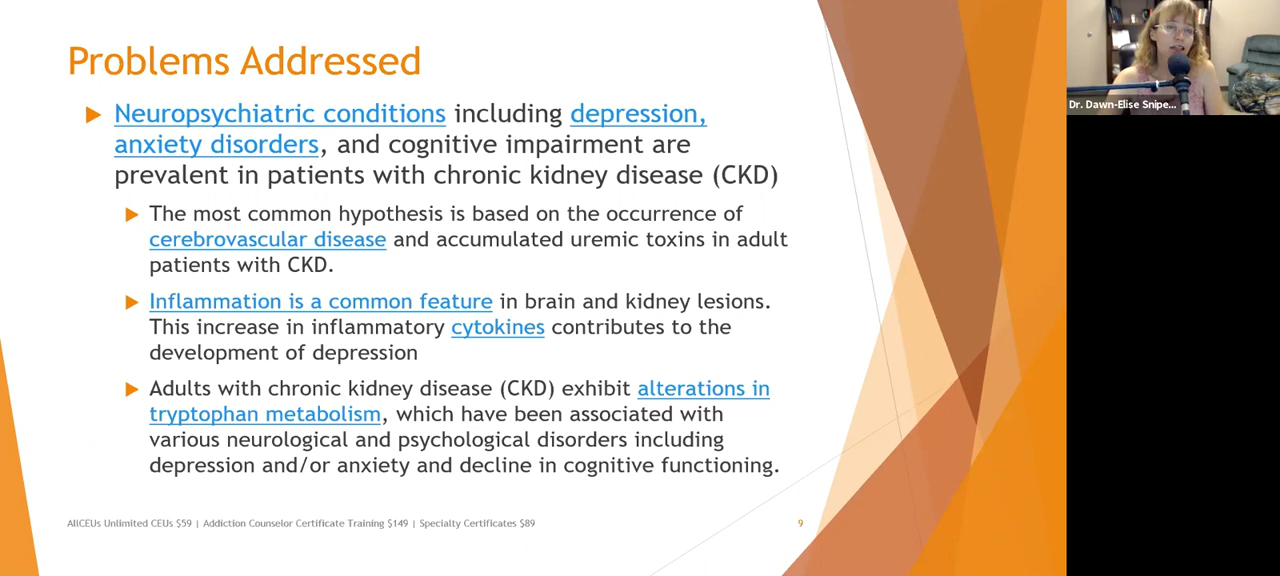 Problems Addressed
Neuropsychiatric conditions including depression,
anxiety disorders, and cognitive impairment are
prevalent in patients with chronic kidney disease (CKD)
The most common hypothesis is based on the occurrence of
cerebrovascular disease and accumulated uremic toxins in adult
patients with CKD.
Inflammation is a common feature in brain and kidney lesions.
This increase in inflammatory cytokines contributes to the
development of depression
Adults with chronic kidney disease (CKD) exhibit alterations in
tryptophan metabolism, which have been associated with
various neurological and psychological disorders including
depression and/or anxiety and decline in cognitive functioning.
AllCEUs Unlimited CEUs $59 | Addiction Counselor Certificate Training $149 | Specialty Certificates $89
9
Dr. Dawn-Elise Snipe...